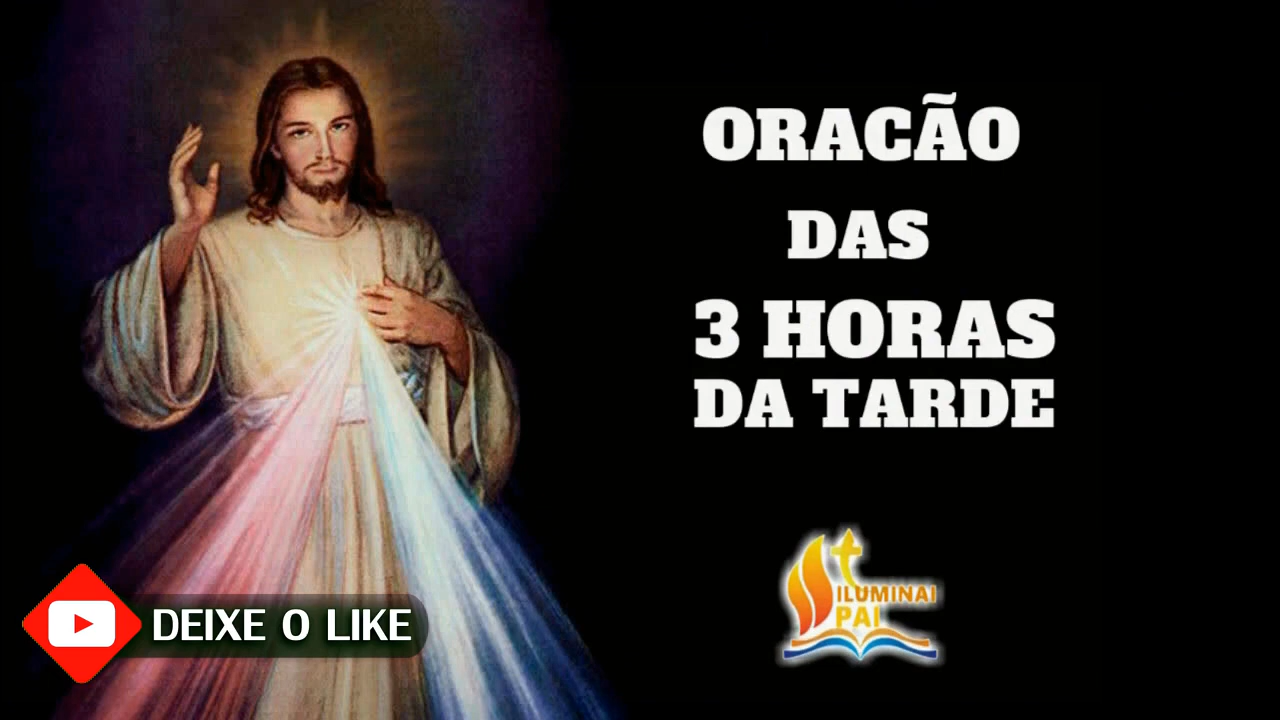 ORACÃO
DAS
3 HORAS
DA TARDE
ILUMINAI
PAI
DEIXE O LIKE